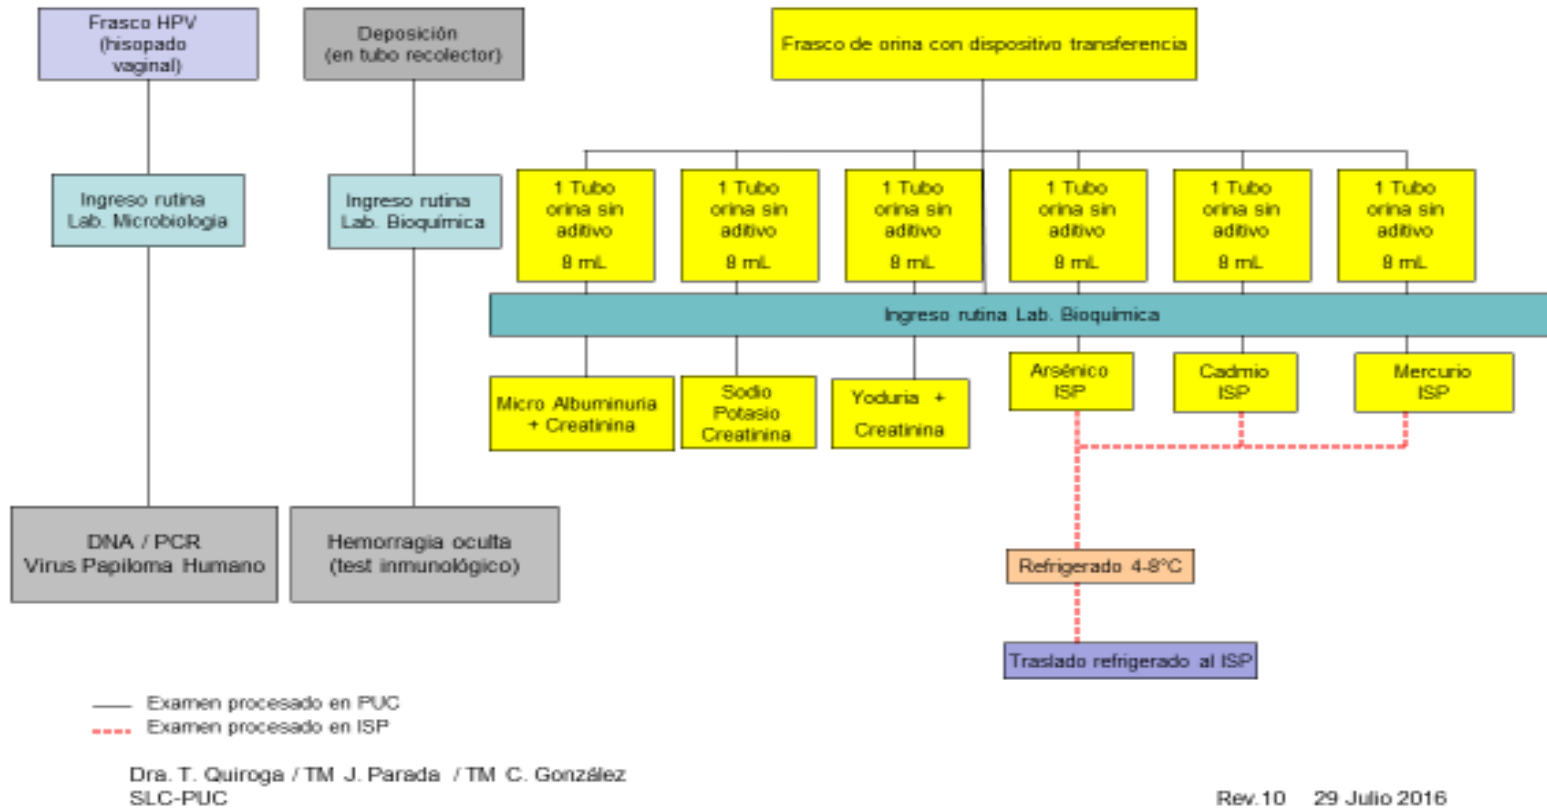 Frasco HPV
(hisopado
vaginal)
Deposición
(en tubo recolector)
Frasco de orina con dispositivo transferencia
Ingreso rutina
Lab. Microbiologia
Ingreso rutina
Lab. Bioquímica
1 Tubo
orina sin
aditivo
8 mL
1 Tubo
orina sin
aditivo
8 mL
1 Tubo
orina sin
aditivo
8 mL
1 Tubo
orina sin
aditivo
8 mL
1 Tubo
orina sin
aditivo
8 mL
1 Tubo
orina sin
aditivo
8 mL
Ingreso rutina Lab. Bioquímica
Micro Albuminuria
+ Creatinina
Sodio
Potasio
Creatinina
Yoduria +
Creatinina
Arsénico
ISP
Cadmio
ISP
Mercurio
ISP
DNA / PCR
Virus Papiloma Humano
Hemorragia oculta
(test inmunológico)
Refrigerado 4-8°C
Traslado refrigerado al ISP
Examen procesado en PUC
Examen procesado en ISP
Dra. T. Quiroga / TM J. Parada / TM C. González
SLC-PUC
Rev.10 29 Julio 2016